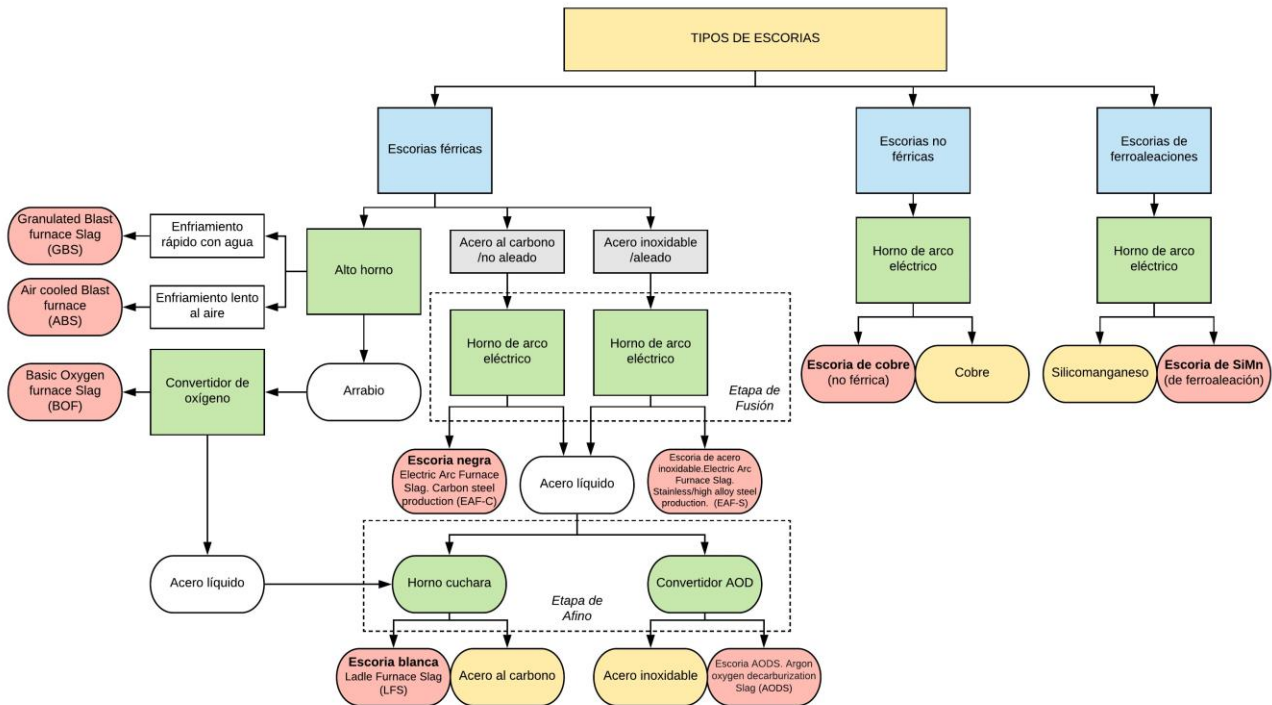 TIPOS DE ESCORIAS
Escorias férricas
Escorias no
férricas
Escorias de
ferroaleaciones
Granulated Blast
furnace Slag
(GBS)
Enfriamiento
rápido con agua
Alto horno
Acero al carbono
/no aleado
Acero inoxidable
/aleado
Horno de arco
eléctrico
Horno de arco
eléctrico
Air cooled Blast
furnace
(ABS)
Enfriamiento lento
al aire
Horno de arco
eléctrico
Horno de arco
eléctrico
Etapa de
Fusión
Basic Oxygen
furnace Slag
(BOF)
Convertidor de
oxígeno
Arrabio
Escoria de cobre
(no férrica)
Cobre
Silicomanganeso
Escoria de SiMn
(de ferroaleación)
Escoria negra
Electric Arc Furnace
Slag. Carbon steel
production (EAF-C)
Acero líquido
Escoria de acero
inoxidable.Electric Arc
Furnace Slag.
Stainless/high alloy steel
production. (EAF-S)
Acero líquido
Horno cuchara
Convertidor AOD
Etapa de
Afino
Escoria blanca
Ladle Furnace Slag
(LFS)
Acero al carbono
Acero inoxidable
Escoria AODS. Argon
oxygen decarburization
Slag (AODS)